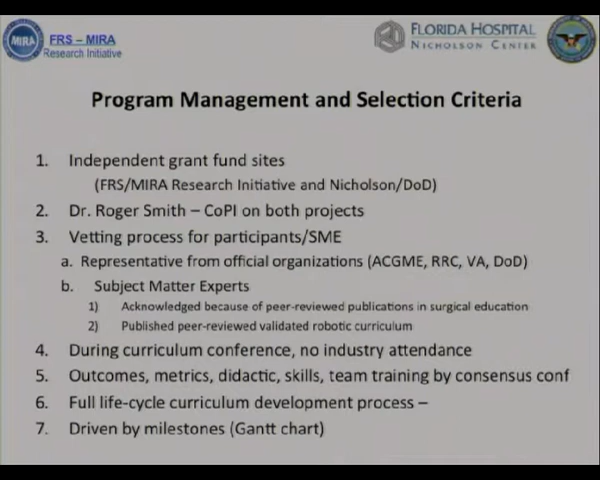 MIRA
FRS – MIRA
Research Initiative
FLORIDA HOSPITAL
NICHOLSON CENTER
Program Management and Selection Criteria
1. Independent grant fund sites
(FRS/MIRA Research Initiative and Nicholson/DoD)
2. Dr. Roger Smith – CoPI on both projects
3. Vetting process for participants/SME
a. Representative from official organizations (ACGME, RRC, VA, DoD)
b. Subject Matter Experts
1) Acknowledged because of peer-reviewed publications in surgical education
2) Published peer-reviewed validated robotic curriculum
4. During curriculum conference, no industry attendance
5. Outcomes, metrics, didactic, skills, team training by consensus conf
6. Full life-cycle curriculum development process –
7. Driven by milestones (Gantt chart)